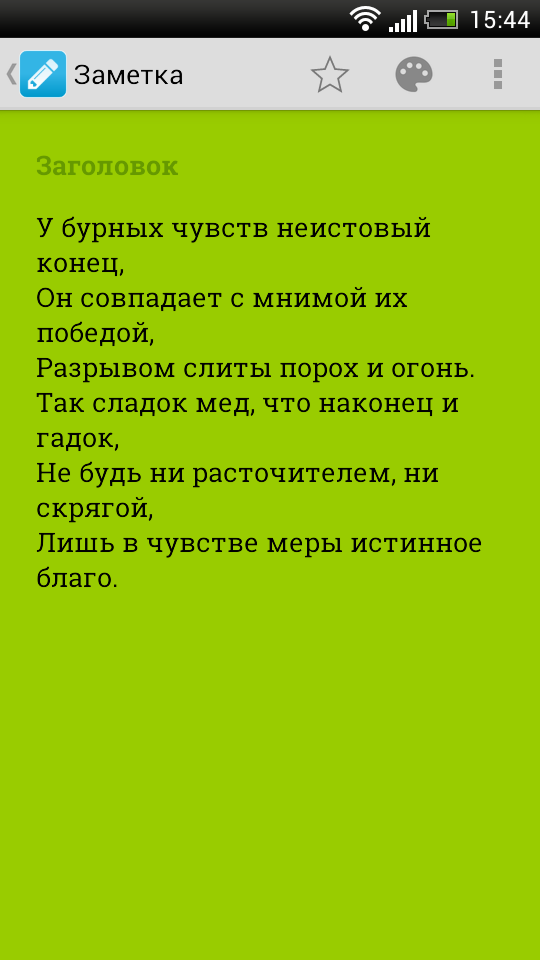 15:44
Заметка
Заголовок
У бурных чувств неистовый
конец,
Он совпадает с мнимой их
победой,
Разрывом слиты порох и огонь.
Так сладок мед, что наконец и
гадок,
Не будь ни расточителем, ни
скрягой,
Лишь в чувстве меры истинное
благо.